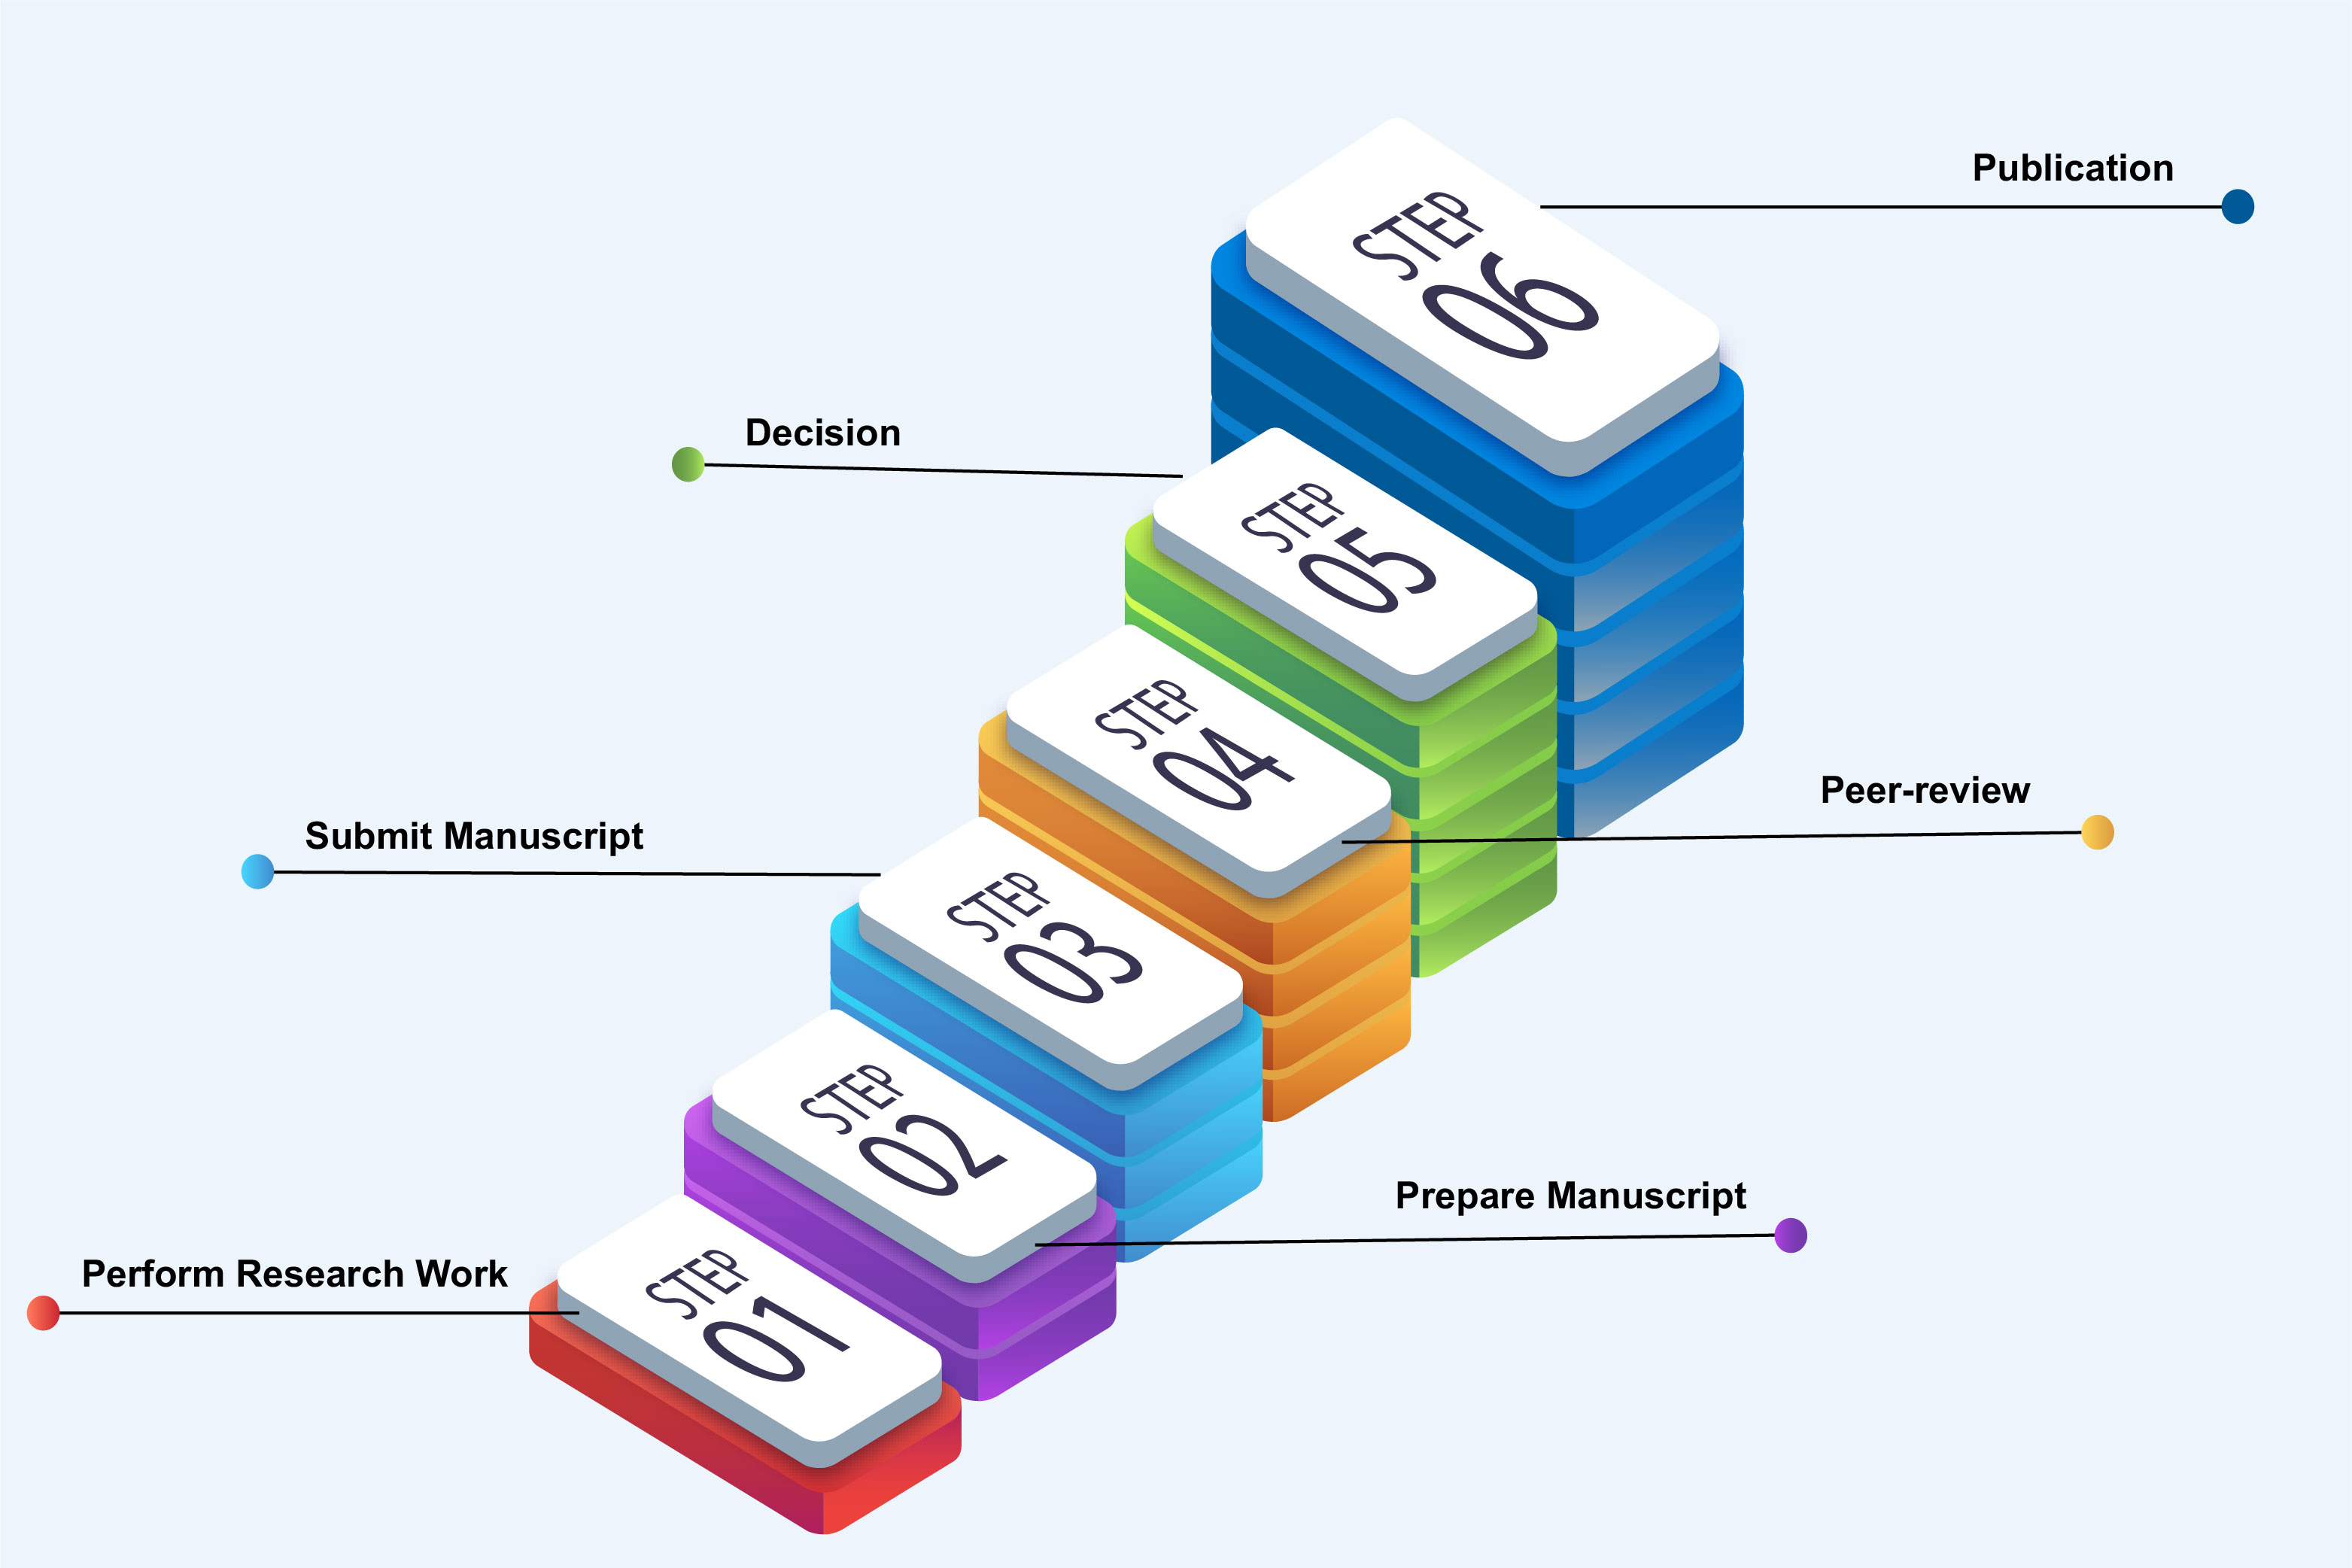 Publication
STEP
06
Decision
STEP
05
Peer-review
STEP
04
Submit Manuscript
STEP
03
Prepare Manuscript
STEP
02
Perform Research Work
STEP
01